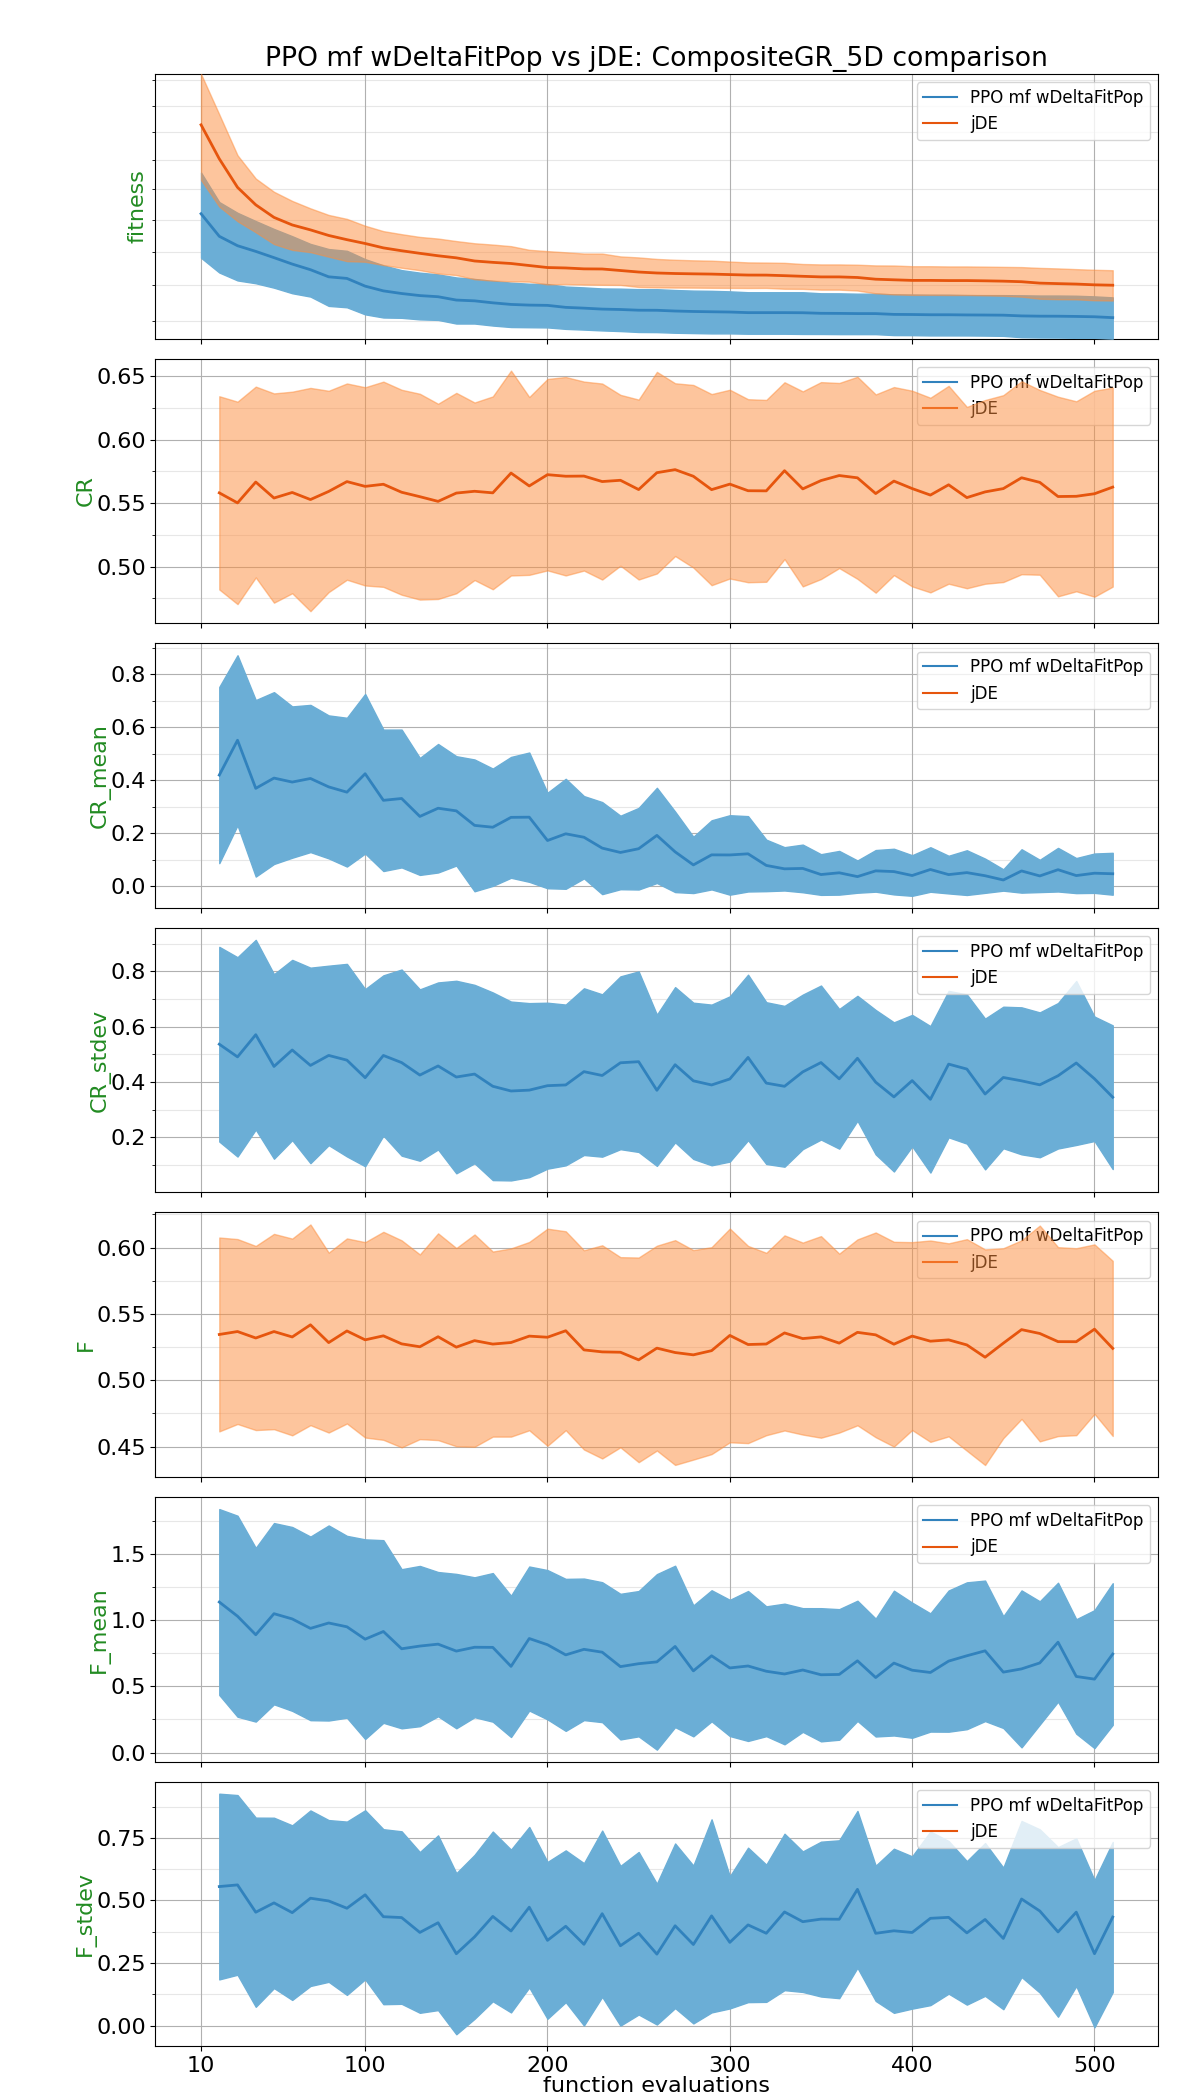 PPO mf wDeltaFitPop vs jDE: CompositeGR_5D comparison
fitness
PPO mf wDeltaFitPop
jDE
CR
0.65
0.60
0.55
0.50
PPO mf wDeltaFitPop
jDE
CR_mean
0.8
0.6
0.4
0.2
0.0
PPO mf wDeltaFitPop
jDE
CR_stdev
0.8
0.6
0.4
0.2
PPO mf wDeltaFitPop
jDE
F
0.60
0.55
0.50
0.45
PPO mf wDeltaFitPop
jDE
F_mean
1.5
1.0
0.5
0.0
PPO mf wDeltaFitPop
jDE
F_stdev
0.75
0.50
0.25
0.00
PPO mf wDeltaFitPop
jDE
10 100 200 300 400 500
function evaluations